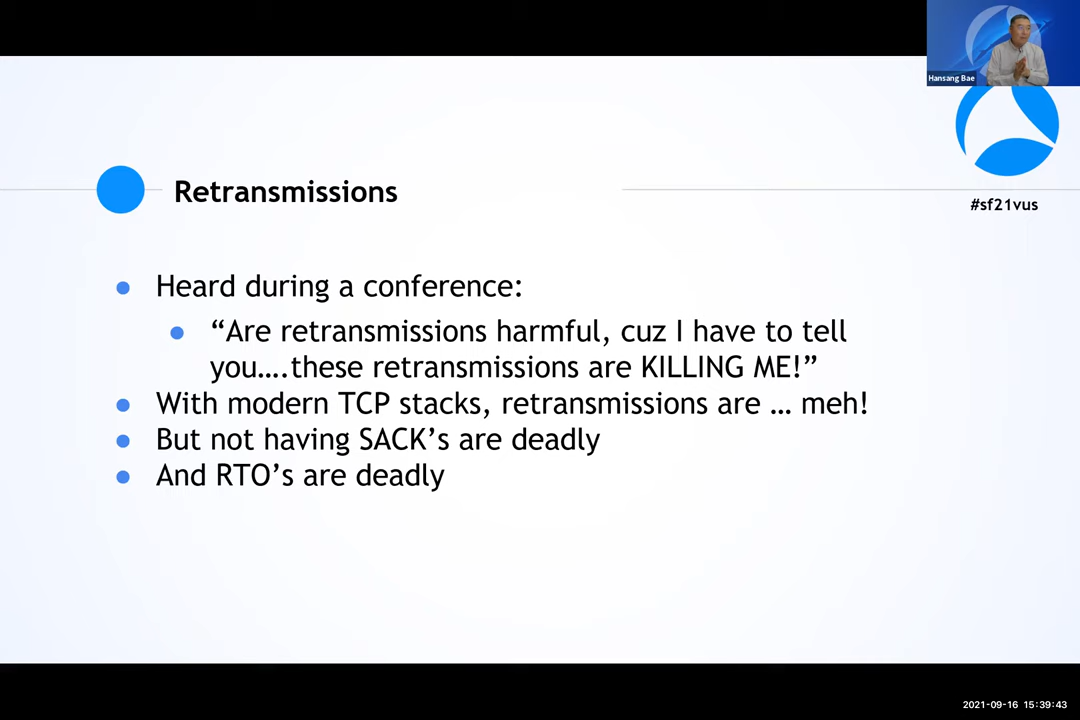 Hansang Bae
Retransmissions
#sf21vus
Heard during a conference:
“Are retransmissions harmful, cuz I have to tell
you….these retransmissions are KILLING ME!”
With modern TCP stacks, retransmissions are … meh!
But not having SACK’s are deadly
And RTO’s are deadly
2021-09-16 15:39:43